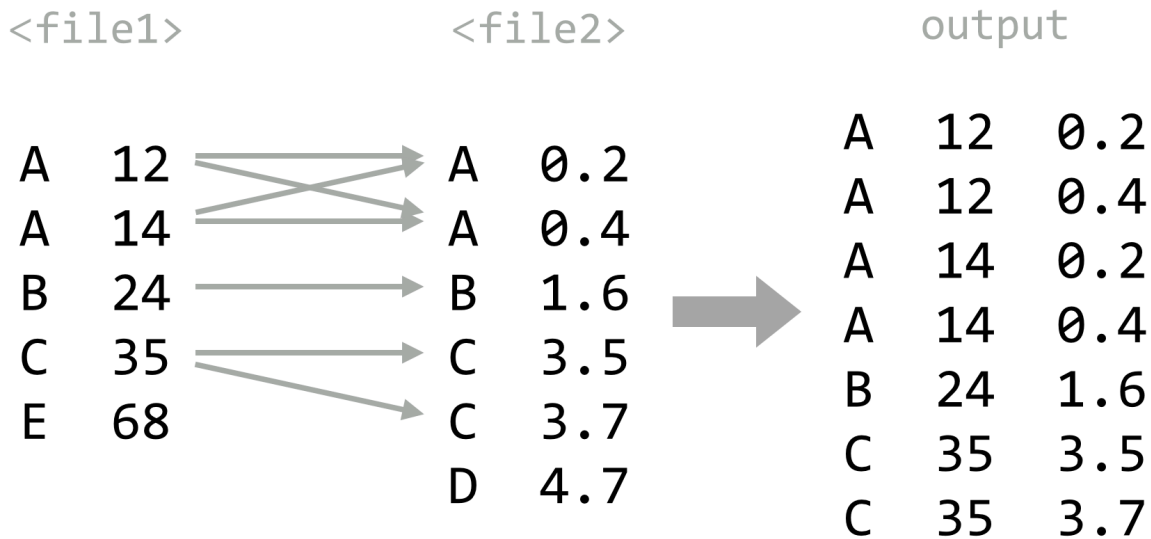 <file1>
A 12
A 14
B 24
C 35
E 68
<file2>
A 0.2
A 0.4
B 1.6
C 3.5
C 3.7
D 4.7
output
A 12 0.2
A 12 0.4
A 14 0.2
A 14 0.4
B 24 1.6
C 35 3.5
C 35 3.7